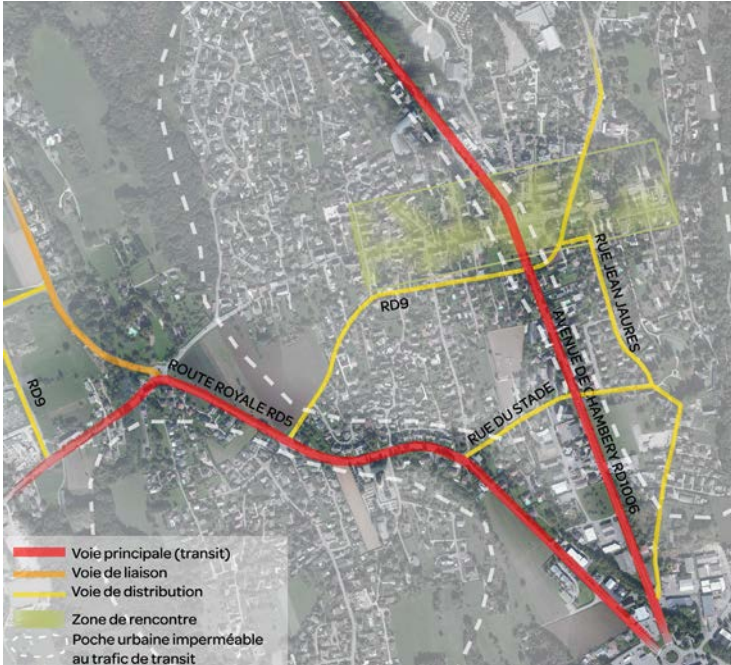 RD9
RUE JEAN JAURES
AVENUE DE CHAMBERY RD1006
RD9
ROUTE ROYALE RD5
RUE DU STADE
Voie principale (transit)
Voie de liaison
Voie de distribution
Zone de rencontre
Poche urbaine imperméable
au trafic de transit